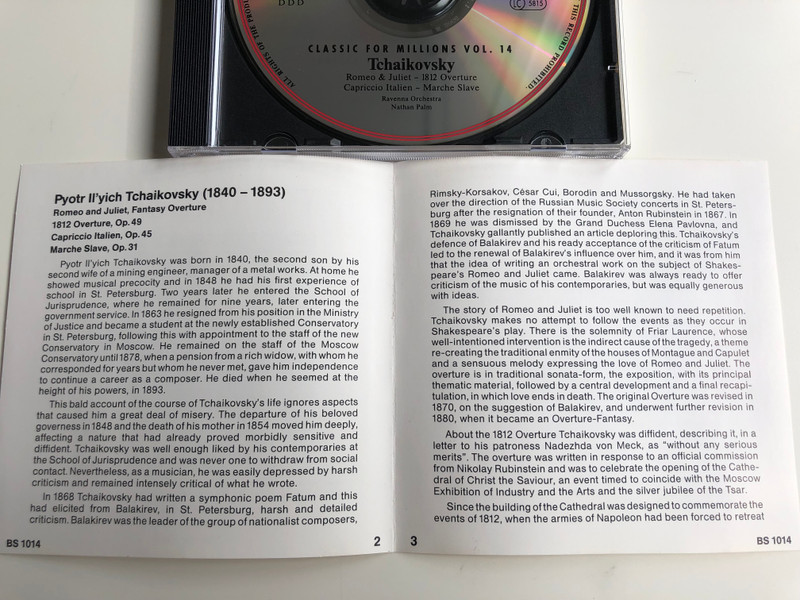 DDD
LC 5815
ALL RIGHTS OF THE PRODU
THIS RECORD PROHIBITED.
CLASSIC FOR MILLIONS VOL. 14
Tchaikovsky
Romeo & Juliet – 1812 Overture
Capriccio Italien – Marche Slave
Ravenna Orchestra
Nathan Palm
Pyotr Il'yich Tchaikovsky (1840 – 1893)
Romeo and Juliet, Fantasy Overture
1812 Overture, Op. 49
Capriccio Italien, Op. 45
Marche Slave, Op. 31
Pyotr Il'yich Tchaikovsky was born in 1840, the second son by his
second wife of a mining engineer, manager of a metal works. At home he
showed musical precocity and in 1848 he had his first experience of
school in St. Petersburg. Two years later he entered the School of
Jurisprudence, where he remained for nine years, later entering the
government service. In 1863 he resigned from his position in the Ministry
of Justice and became a student at the newly established Conservatory
in St. Petersburg, following this with appointment to the staff of the new
Conservatory in Moscow. He remained on the staff of the Moscow
Conservatory until 1878, when a pension from a rich widow, with whom he
corresponded for years but whom he never met, gave him independence
to continue a career as a composer. He died when he seemed at the
height of his powers, in 1893.
This bald account of the course of Tchaikovsky's life ignores aspects
that caused him a great deal of misery. The departure of his beloved
governess in 1848 and the death of his mother in 1854 moved him deeply,
affecting a nature that had already proved morbidly sensitive and
diffident. Tchaikovsky was well enough liked by his contemporaries at
the School of Jurisprudence and was never one to withdraw from social
contact. Nevertheless, as a musician, he was easily depressed by harsh
criticism and remained intensely critical of what he wrote.
In 1868 Tchaikovsky had written a symphonic poem Fatum and this
had elicited from Balakirev, in St. Petersburg, harsh and detailed
criticism. Balakirev was the leader of the group of nationalist composers,
BS 1014
2
Rimsky-Korsakov, César Cui, Borodin and Mussorgsky. He had taken
over the direction of the Russian Music Society concerts in St. Peters-
burg after the resignation of their founder, Anton Rubinstein in 1867. In
1869 he was dismissed by the Grand Duchess Elena Pavlovna, and
Tchaikovsky gallantly published an article deploring this. Tchaikovsky's
defence of Balakirev and his ready acceptance of the criticism of Fatum
led to the renewal of Balakirev's influence over him, and it was from him
that the idea of writing an orchestral work on the subject of Shakes-
peare's Romeo and Juliet came. Balakirev was always ready to offer
criticism of the music of his contemporaries, but was equally generous
with ideas.
The story of Romeo and Juliet is too well known to need repetition.
Tchaikovsky makes no attempt to follow the events as they occur in
Shakespeare's play. There is the solemnity of Friar Laurence, whose
well-intentioned intervention is the indirect cause of the tragedy, a theme
re-creating the traditional enmity of the houses of Montague and Capulet
and a sensuous melody expressing the love of Romeo and Juliet. The
overture is in traditional sonata-form, the exposition, with its principal
thematic material, followed by a central development and a final recapi-
tulation, in which love ends in death. The original Overture was revised in
1870, on the suggestion of Balakirev, and underwent further revision in
1880, when it became an Overture-Fantasy.
About the 1812 Overture Tchaikovsky was diffident, describing it, in a
letter to his patroness Nadezhda von Meck, as "without any serious
merits". The overture was written in response to an official commission
from Nikolay Rubinstein and was to celebrate the opening of the Cathe-
dral of Christ the Saviour, an event timed to coincide with the Moscow
Exhibition of Industry and the Arts and the silver jubilee of the Tsar.
Since the building of the Cathedral was designed to commemorate the
events of 1812, when the armies of Napoleon had been forced to retreat
3
BS 1014